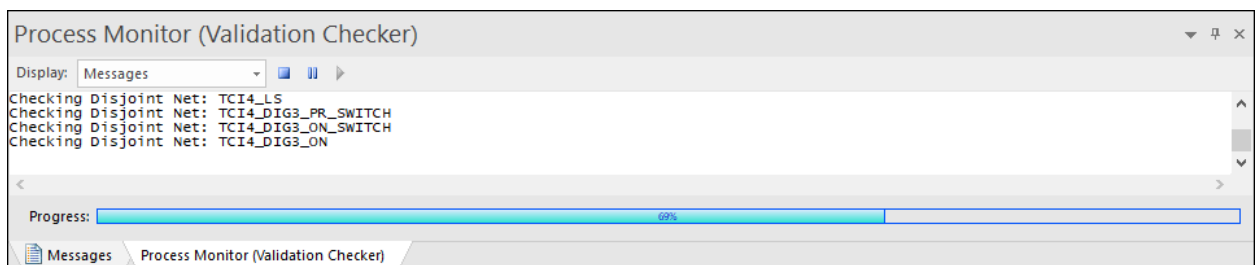 Process Monitor (Validation Checker)
Display: Messages
Checking Disjoint Net: TCI4_LS
Checking Disjoint Net: TCI4_DIG3_PR_SWITCH
Checking Disjoint Net: TCI4_DIG3_ON_SWITCH
Checking Disjoint Net: TCI4_DIG3_ON
Progress: 69%
Messages Process Monitor (Validation Checker)